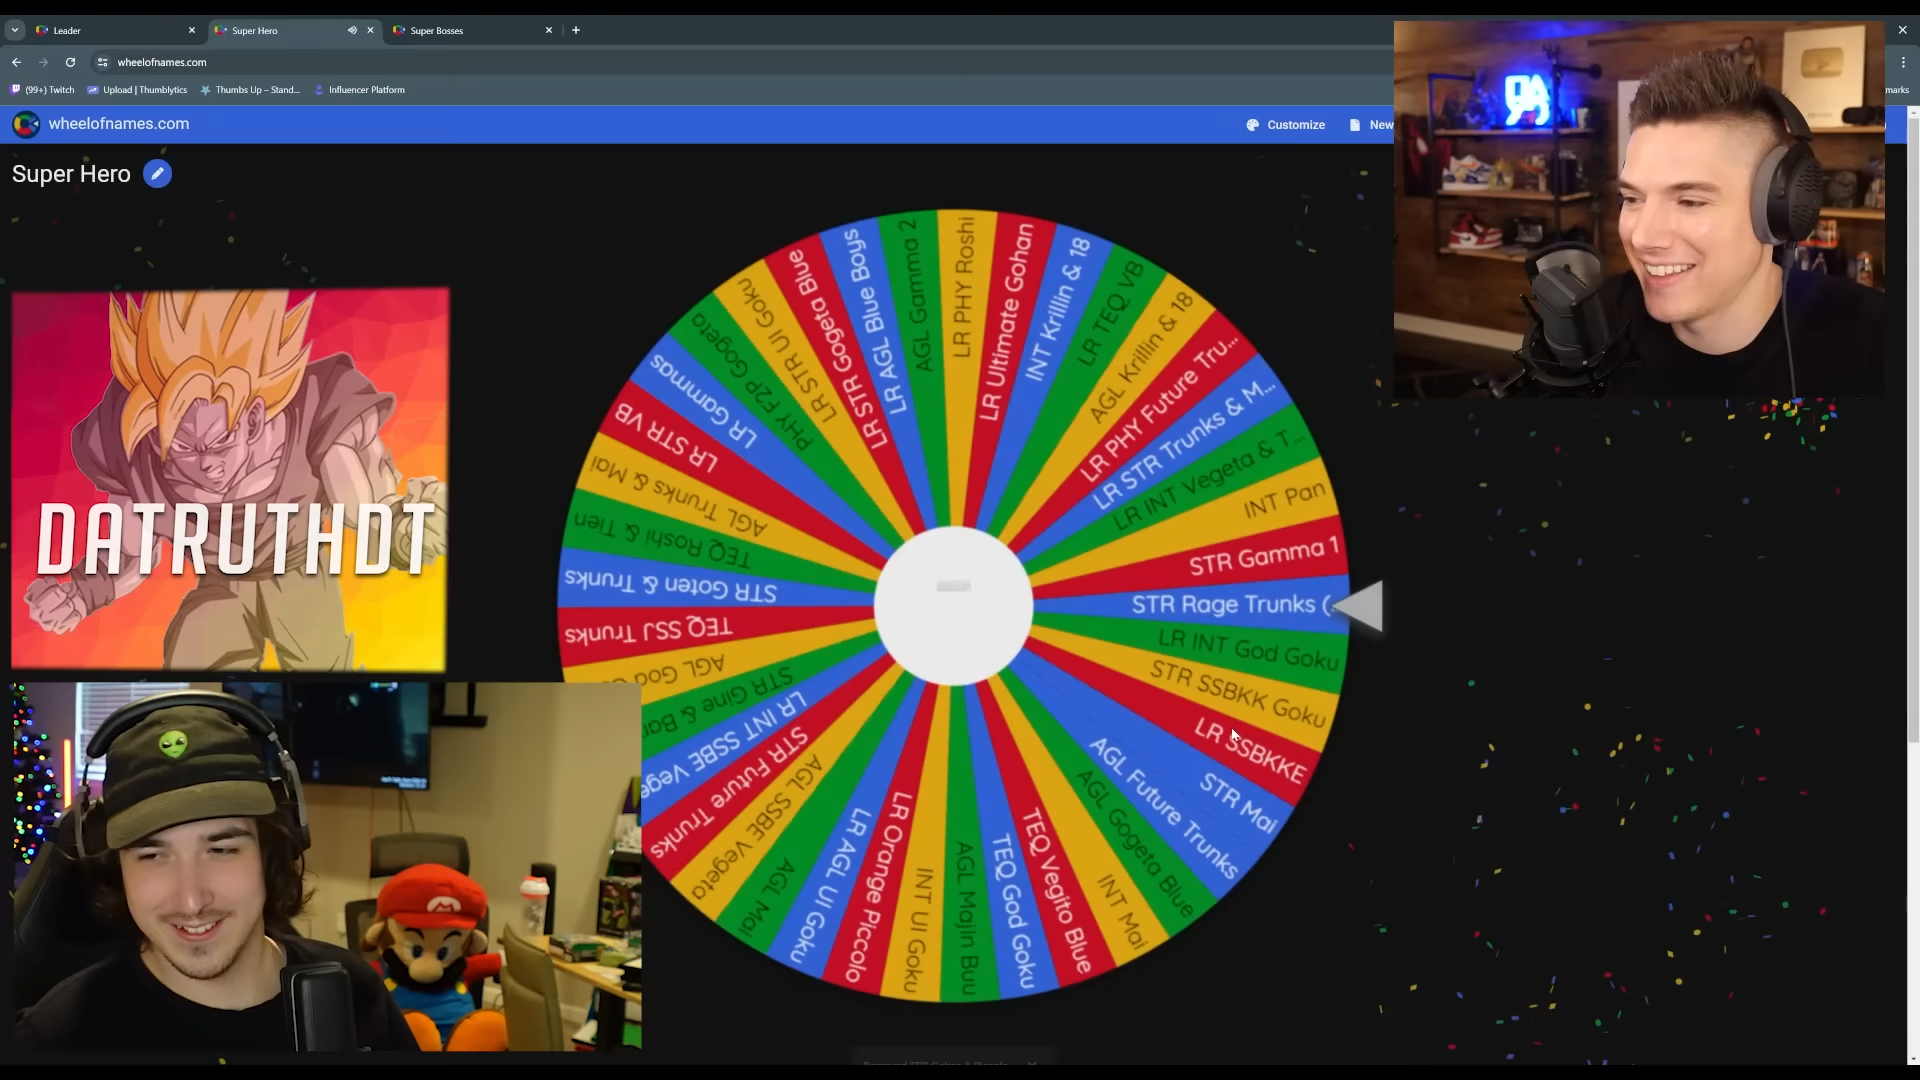 Leader
Super Hero
Super Bosses
wheelofnames.com
(99+) Twitch
Upload | Thumblytics
Thumbs Up – Stand...
Influencer Platform
marks
wheelofnames.com
Customize
New
Super Hero
DATRUTHDT
AGL Gamma 2
LR PHY Roshi
LR Ultimate Gohan
INT Krillin & 18
LR TEQ VB
AGL Krillin & 18
LR PHY Future Tru...
LR STR Trunks & M...
LR INT Vegeta & T...
INT Pan
STR Gamma 1
STR Rage Trunks (
LR INT God Goku
STR SSBKK Goku
LR SSBKKE
STR Mai
AGL Future Trunks
AGL Gogeta Blue
INT Mai
TEQ Vegito Blue
TEQ God Goku
AGL Majin Buu
INT UI Goku
LR Orange Piccolo
LR AGL UI Goku
AGL Mai
AGL SSBE Vegeta
STR Future Trunks
LR INT SSBE Vege
STR Gine & Bar
AGL God Go
TEQ SSJ Trunks
STR Goten & Trunks
TEQ Roshi & Tien
AGL Trunks & Mai
LR STR VB
LR Gammas
PHY F2P Gogeta
LR STR UI Goku
LR STR Gogeta Blue
LR AGL Blue Boys